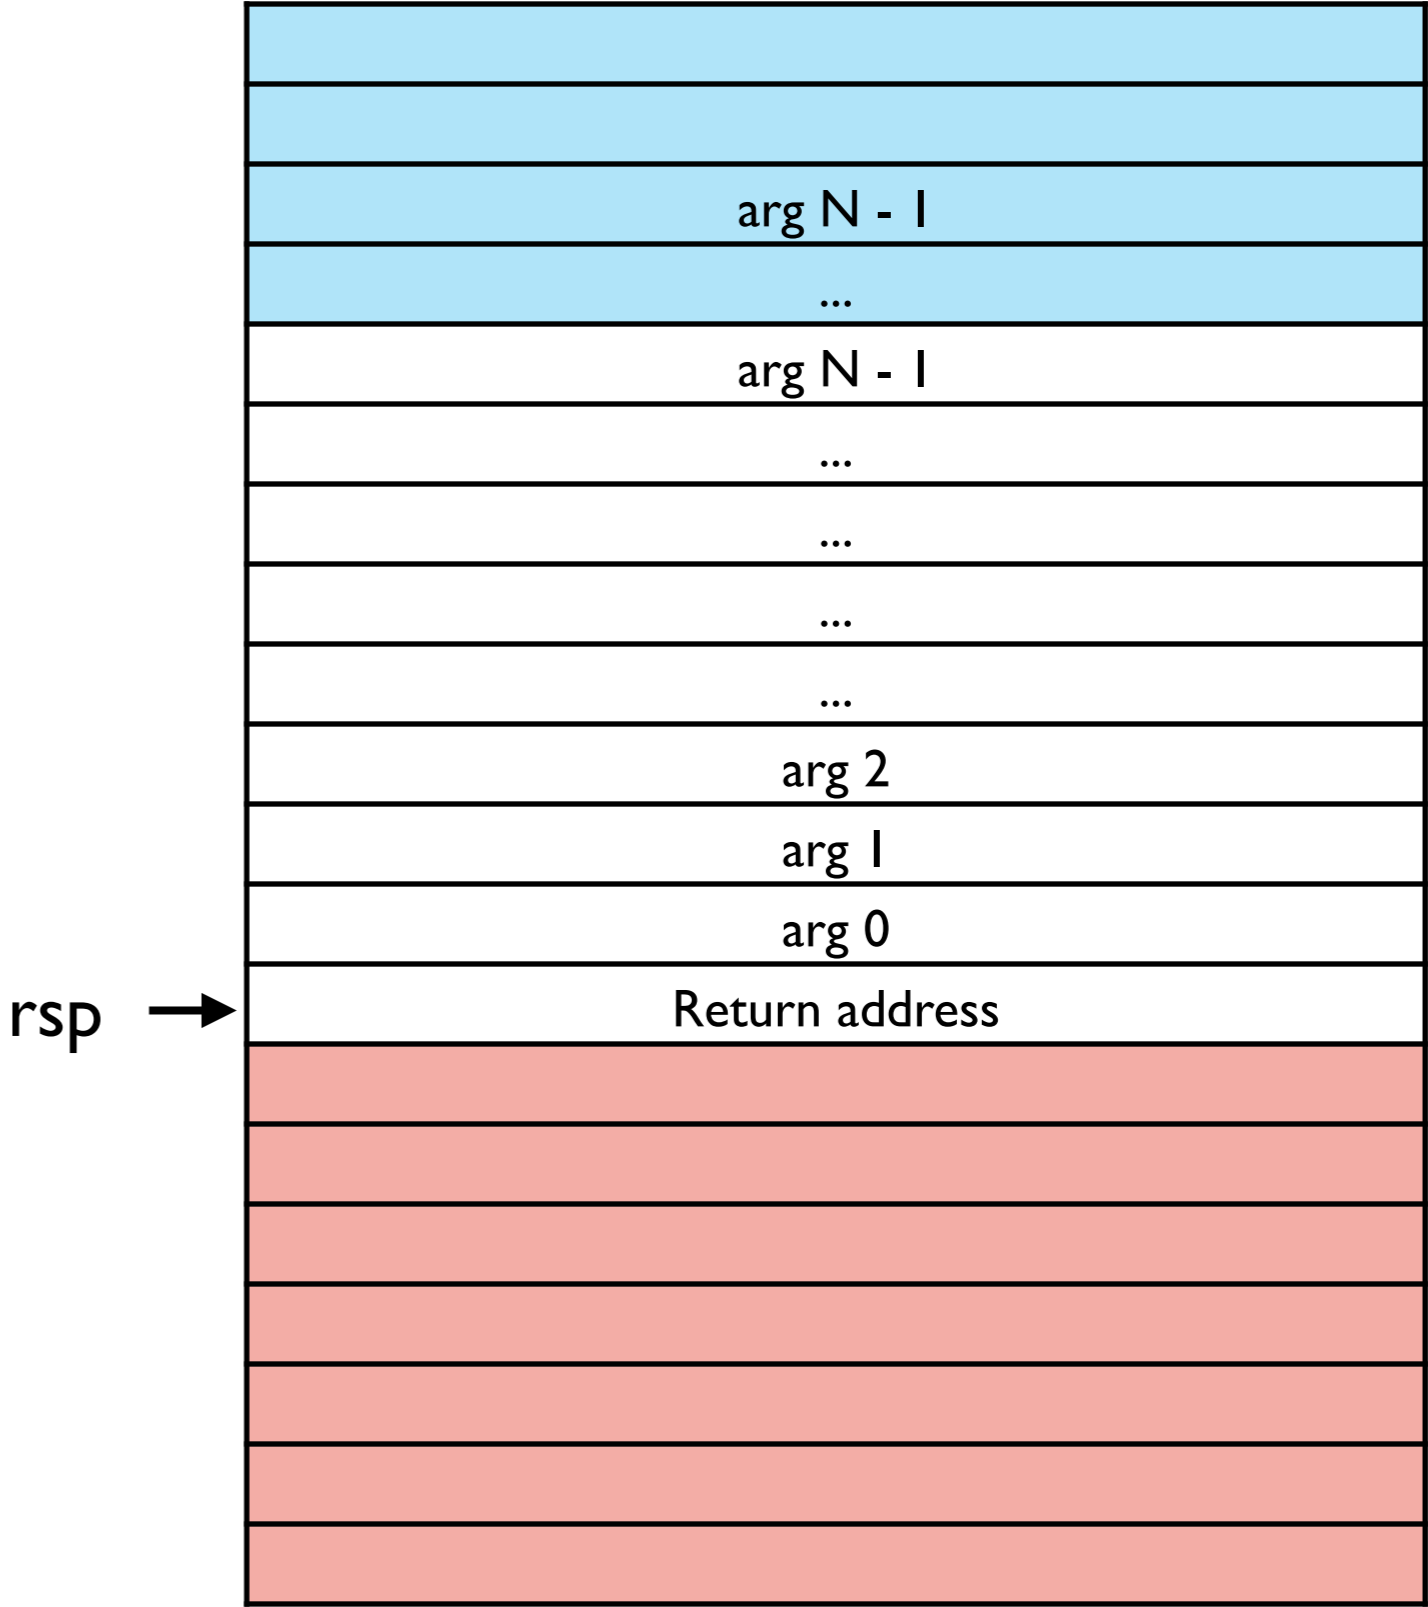 arg N - 1
...
arg N - 1
...
...
...
...
arg 2
arg 1
arg 0
rsp
Return address